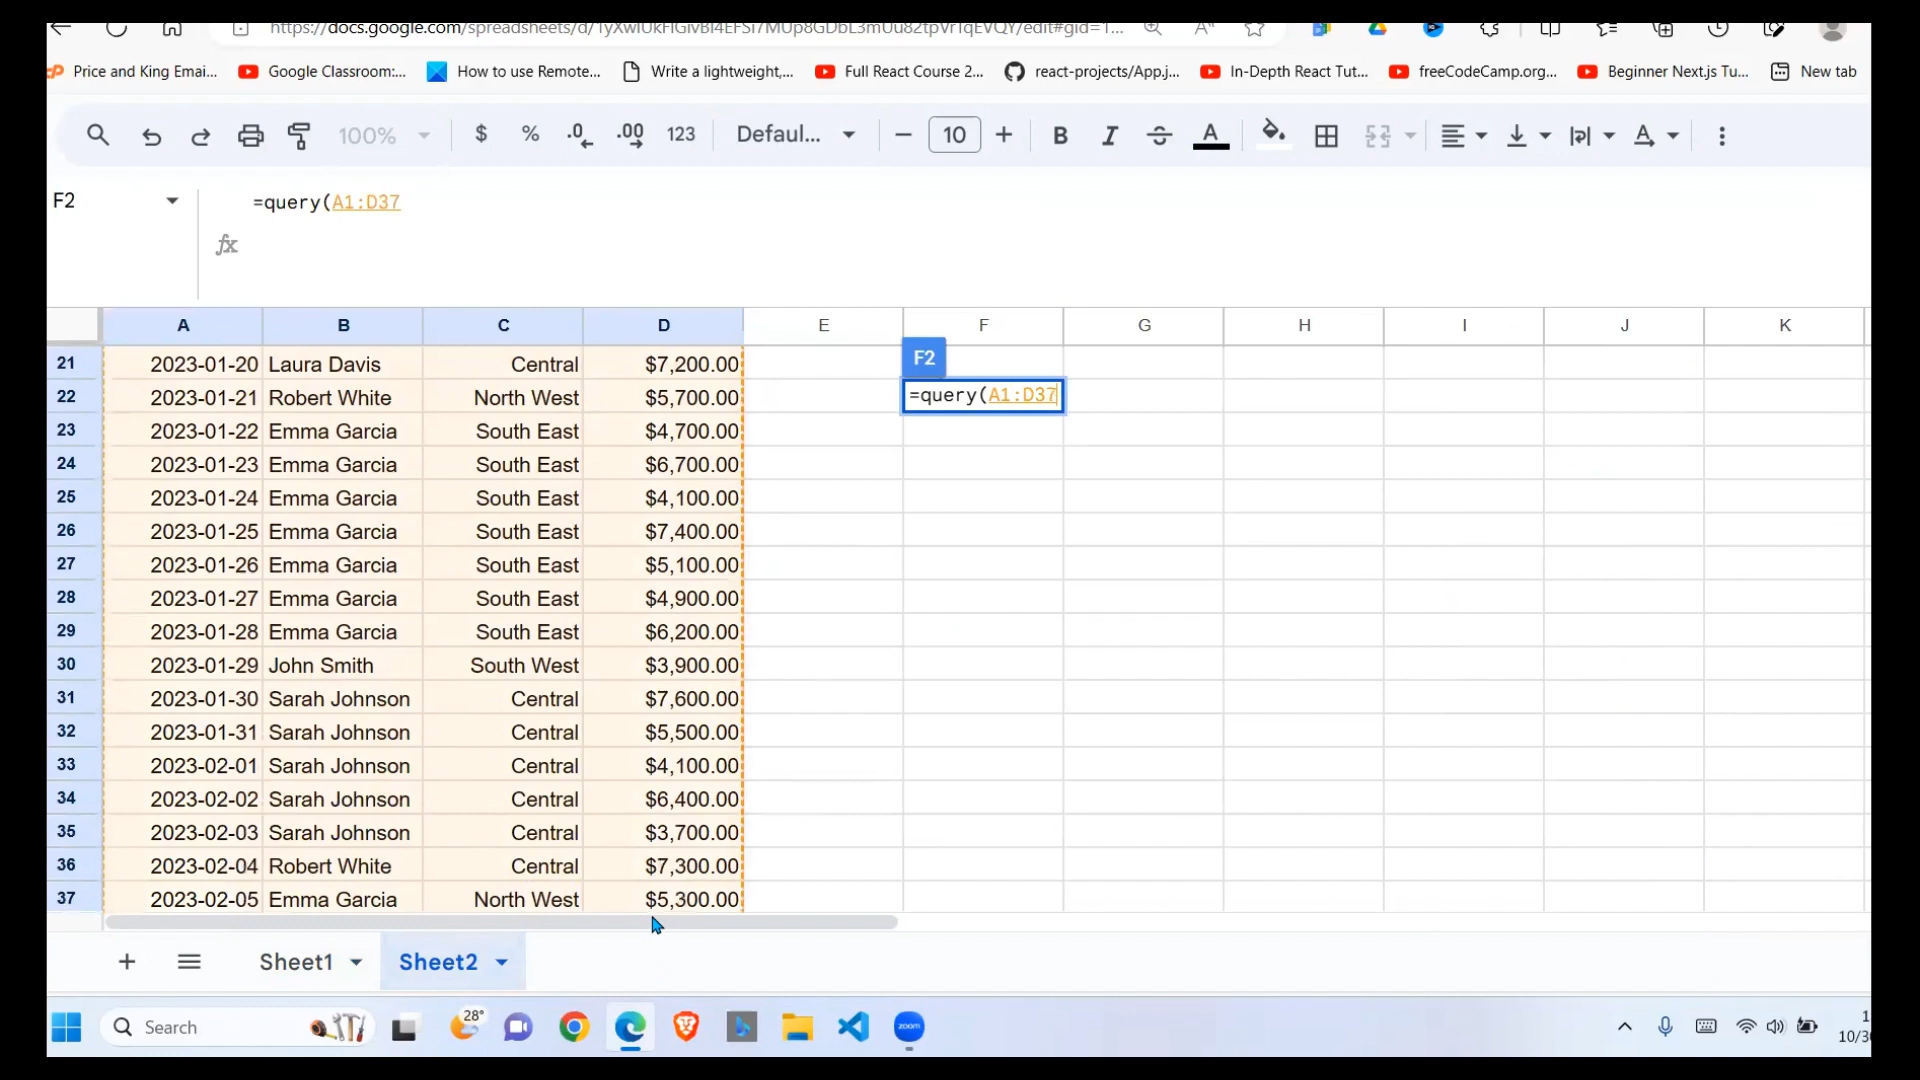 https://docs.google.com/spreadsheets/d/1yXwIUkFlGivBI4EFSI7MUp8GDbL3mUu82tpVr1qEVQY/edit#gid=1...
Price and King Emai... Google Classroom:... How to use Remote... Write a lightweight,... Full React Course 2... react-projects/App.j... In-Depth React Tut... freeCodeCamp.org... Beginner Next.js Tu... New tab
100% $ % .0 .00 123 Defaul... 10 B I S A A
F2 =query(A1:D37
fx
A B C D E F G H I J K
21 2023-01-20 Laura Davis Central $7,200.00 F2
22 2023-01-21 Robert White North West $5,700.00 =query(A1:D37
23 2023-01-22 Emma Garcia South East $4,700.00
24 2023-01-23 Emma Garcia South East $6,700.00
25 2023-01-24 Emma Garcia South East $4,100.00
26 2023-01-25 Emma Garcia South East $7,400.00
27 2023-01-26 Emma Garcia South East $5,100.00
28 2023-01-27 Emma Garcia South East $4,900.00
29 2023-01-28 Emma Garcia South East $6,200.00
30 2023-01-29 John Smith South West $3,900.00
31 2023-01-30 Sarah Johnson Central $7,600.00
32 2023-01-31 Sarah Johnson Central $5,500.00
33 2023-02-01 Sarah Johnson Central $4,100.00
34 2023-02-02 Sarah Johnson Central $6,400.00
35 2023-02-03 Sarah Johnson Central $3,700.00
36 2023-02-04 Robert White Central $7,300.00
37 2023-02-05 Emma Garcia North West $5,300.00
+ Sheet1 Sheet2
Search 28° zoom
10/3